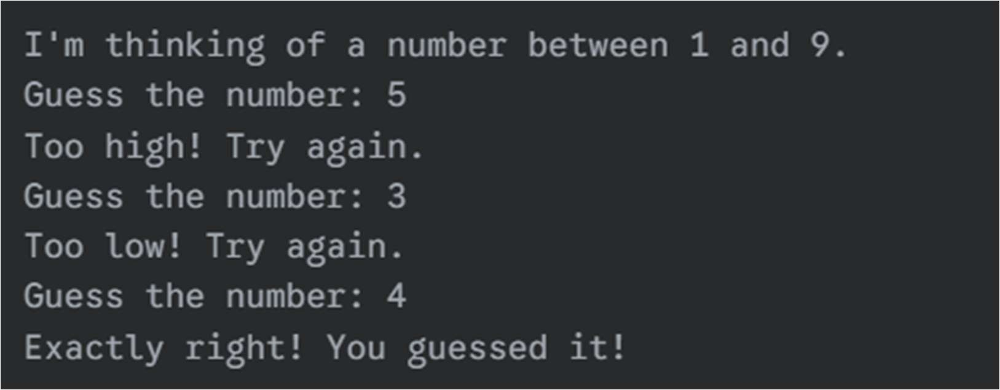 I'm thinking of a number between 1 and 9.
Guess the number: 5
Too high! Try again.
Guess the number: 3
Too low! Try again.
Guess the number: 4
Exactly right! You guessed it!